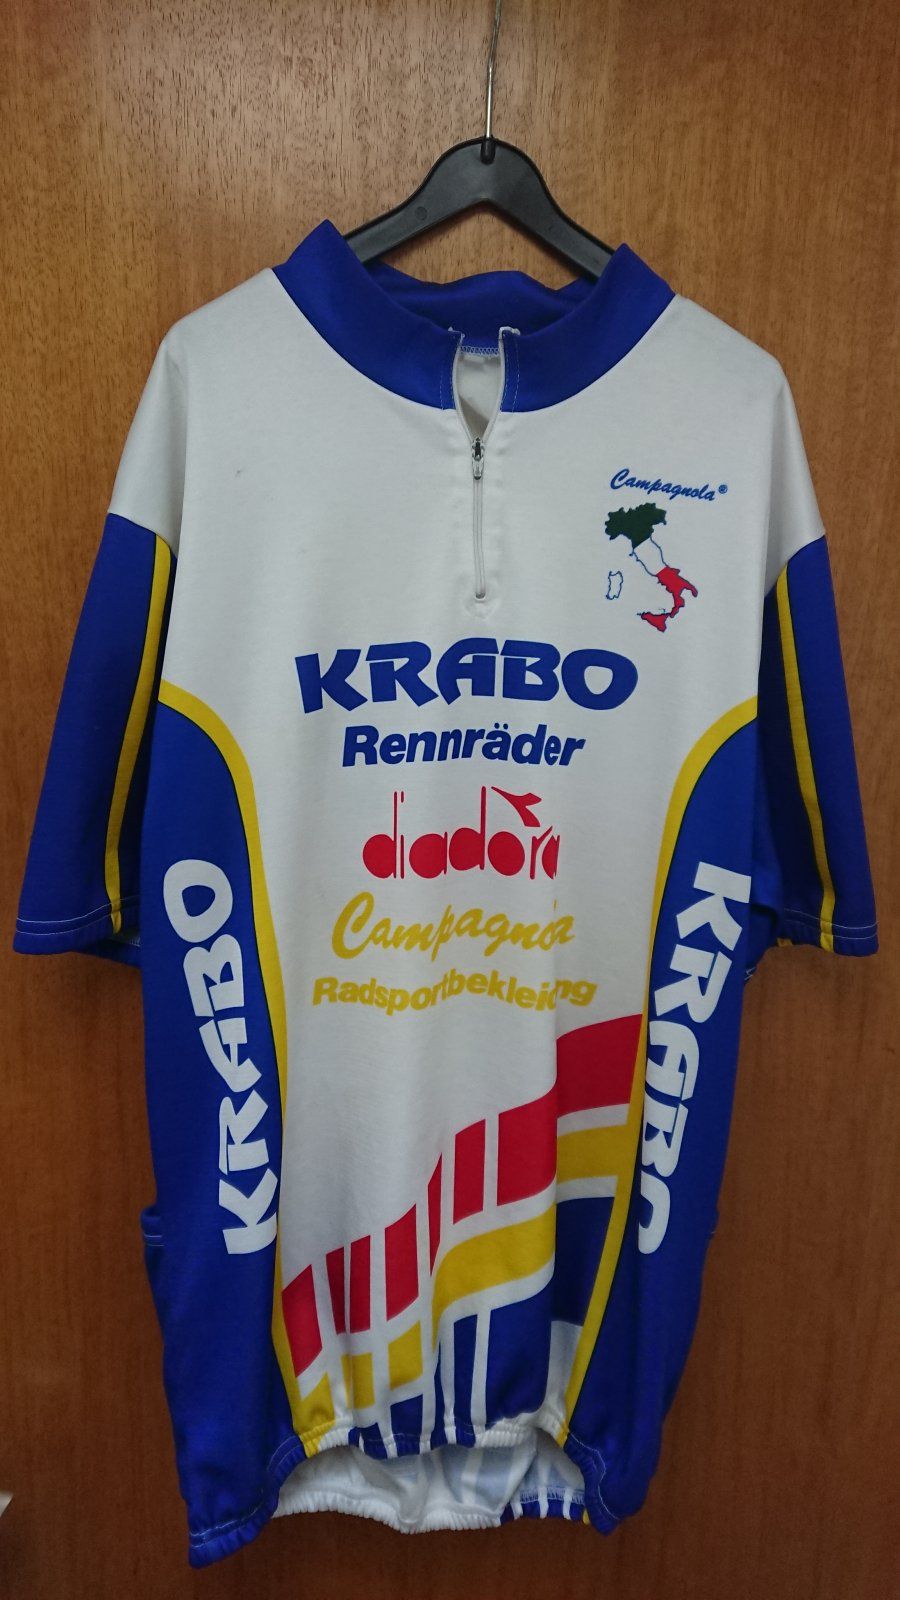 Campagnola®
KRABO
Rennräder
diadora
Campagnola
Radsportbekleidung
KRABO
KRABO